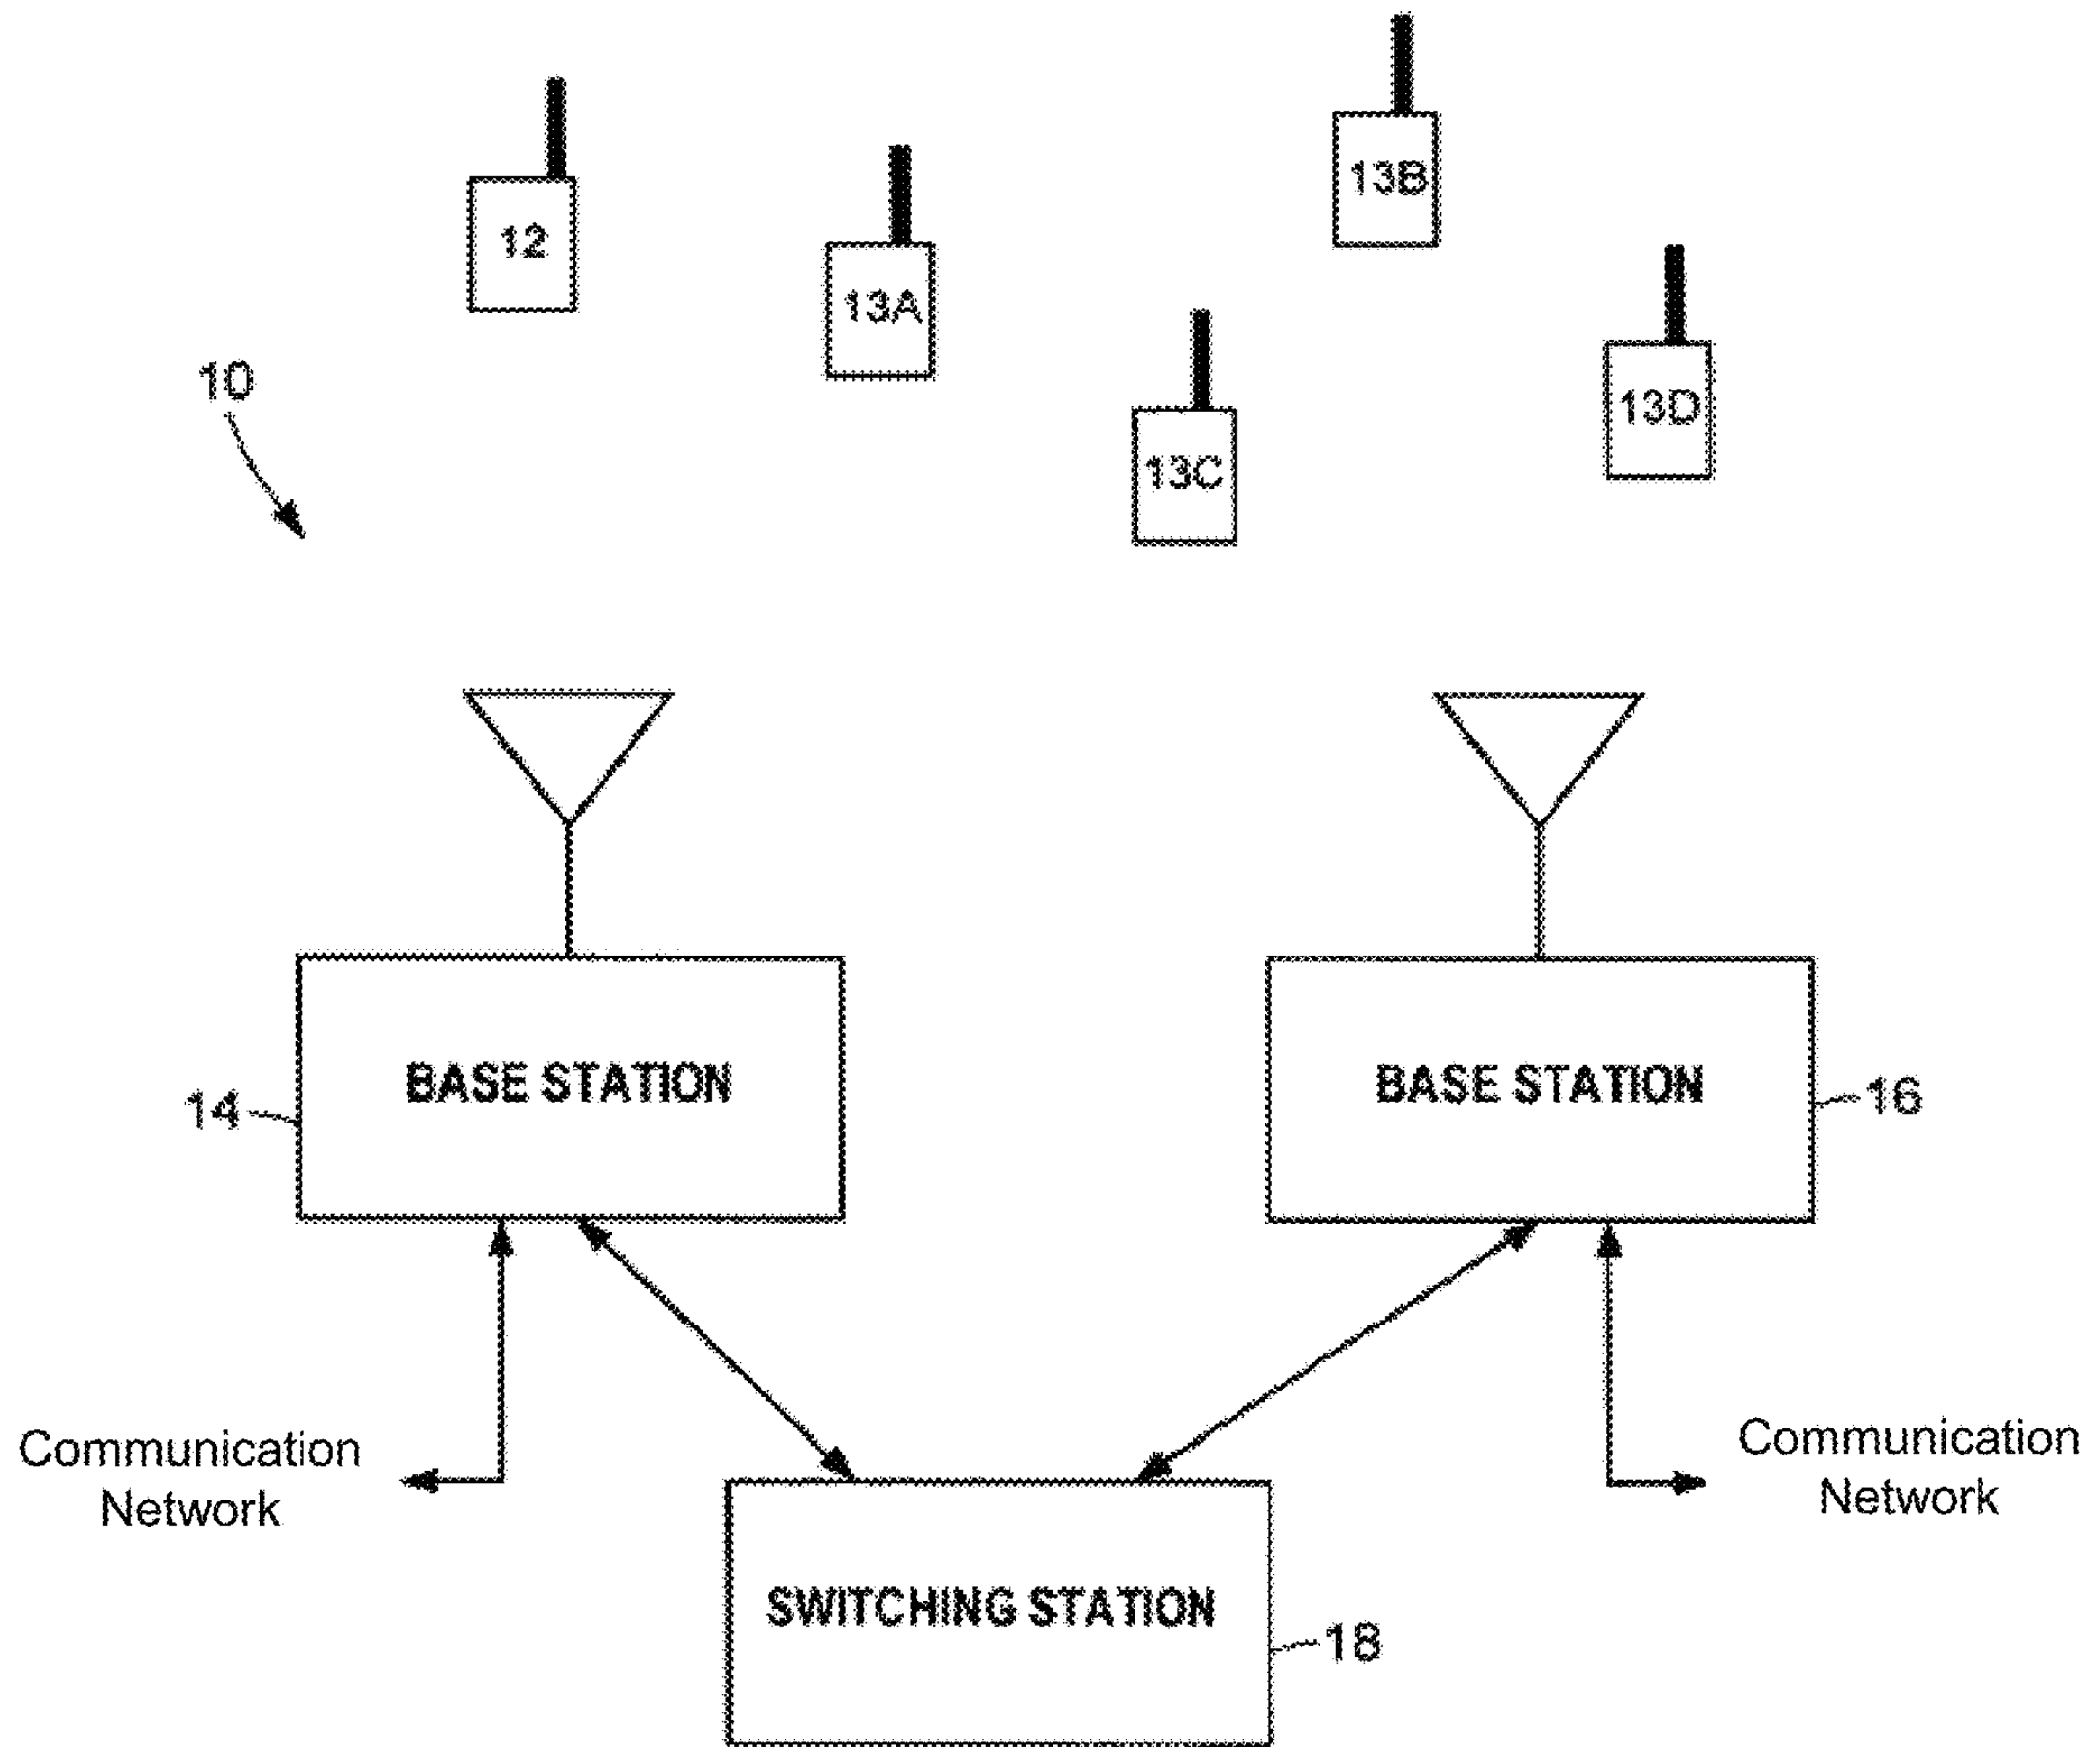 13B
12
13A
10
13D
13C
BASE STATION
BASE STATION
14
16
Communication
Network
Communication
Network
SWITCHING STATION
18